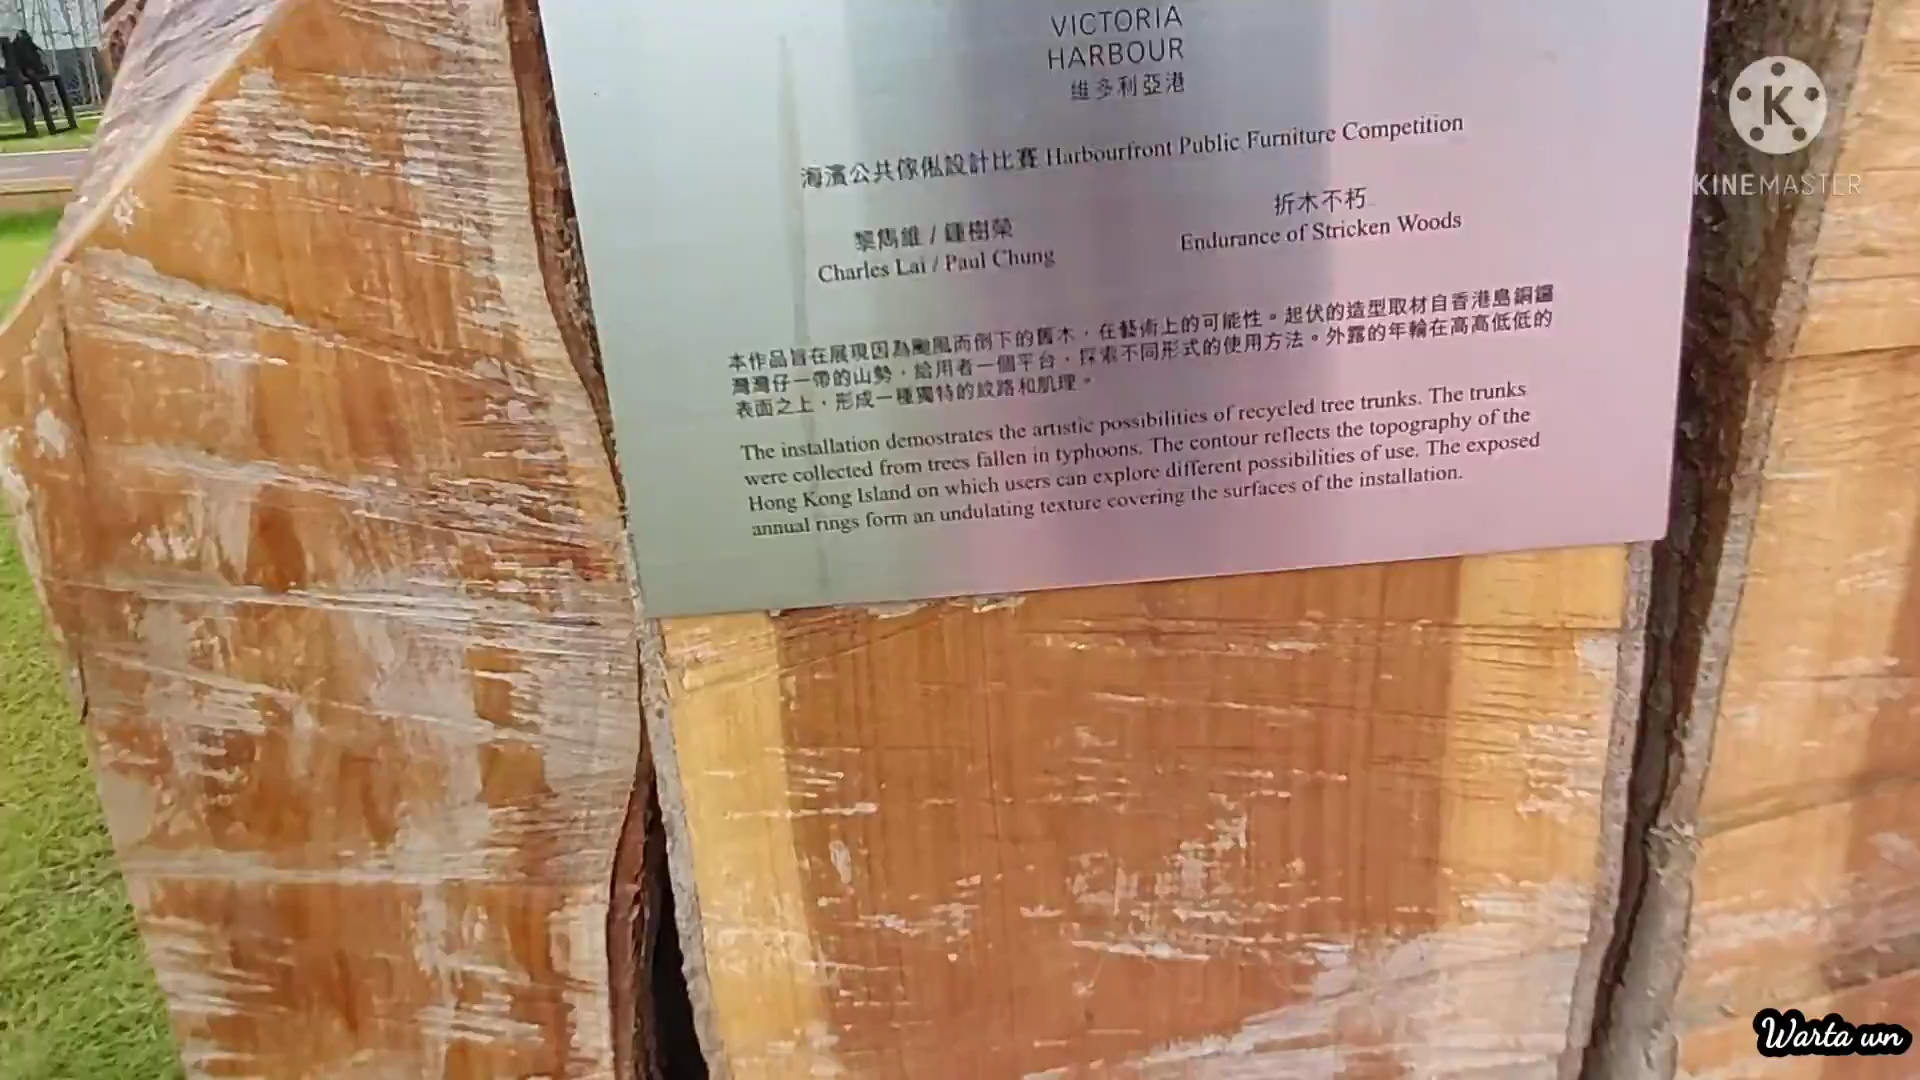 VICTORIA
HARBOUR
維多利亞港
海濱公共傢俬設計比賽 Harbourfront Public Furniture Competition
黎雋維 / 鍾樹榮
Charles Lai / Paul Chung
折木不朽
Endurance of Stricken Woods
本作品旨在展現因為颱風而倒下的舊木，在藝術上的可能性。起伏的造型取材自香港島銅鑼
灣灣仔一帶的山勢，給用者一個平台，探索不同形式的使用方法。外露的年輪在高高低低的
表面之上，形成一種獨特的紋路和肌理。
The installation demostrates the artistic possibilities of recycled tree trunks. The trunks
were collected from trees fallen in typhoons. The contour reflects the topography of the
Hong Kong Island on which users can explore different possibilities of use. The exposed
annual rings form an undulating texture covering the surfaces of the installation.
K
KINEMASTER
Warta wn